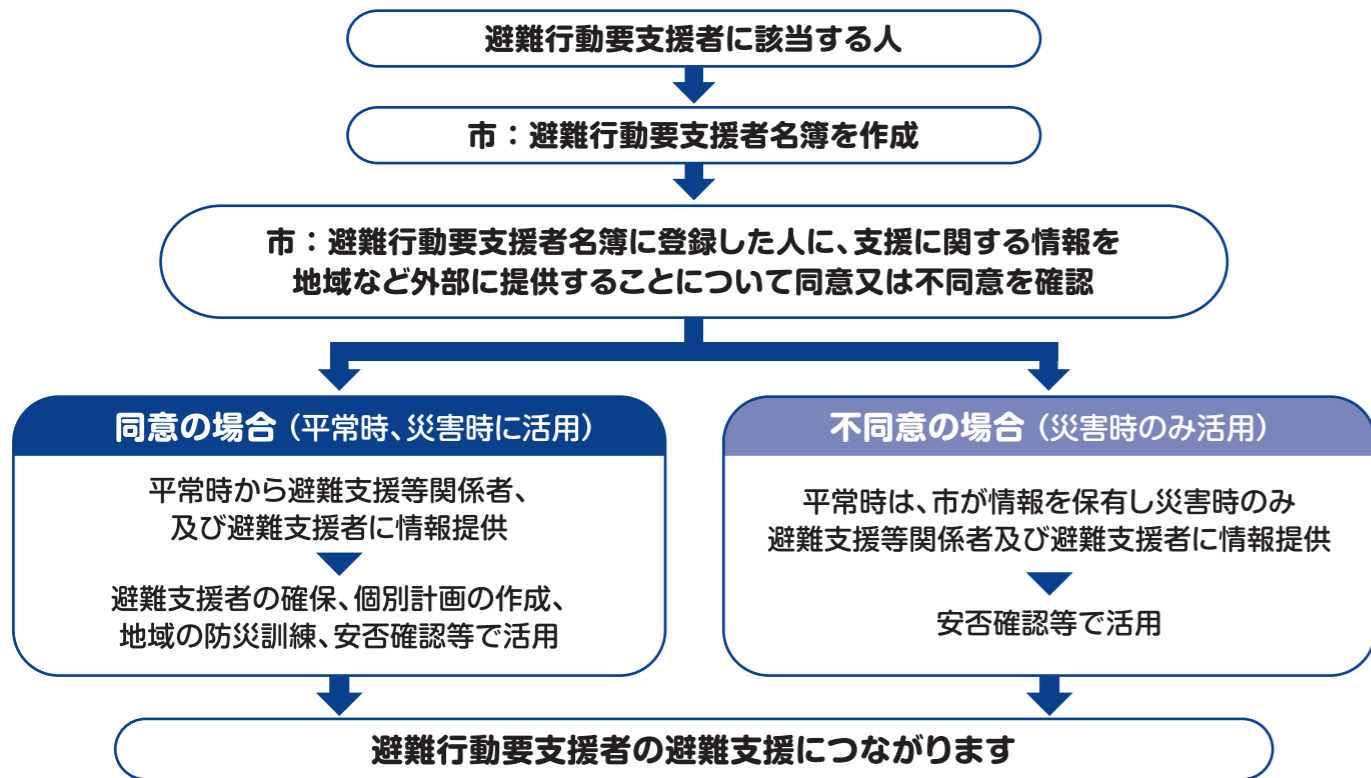 避難行動要支援者に該当する人
市：避難行動要支援者名簿を作成
市：避難行動要支援者名簿に登録した人に、支援に関する情報を
地域など外部に提供することについて同意又は不同意を確認
同意の場合（平常時、災害時に活用）
平常時から避難支援等関係者、
及び避難支援者に情報提供
避難支援者の確保、個別計画の作成、
地域の防災訓練、安否確認等で活用
不同意の場合（災害時のみ活用）
平常時は、市が情報を保有し災害時のみ
避難支援等関係者及び避難支援者に情報提供
安否確認等で活用
避難行動要支援者の避難支援につながります